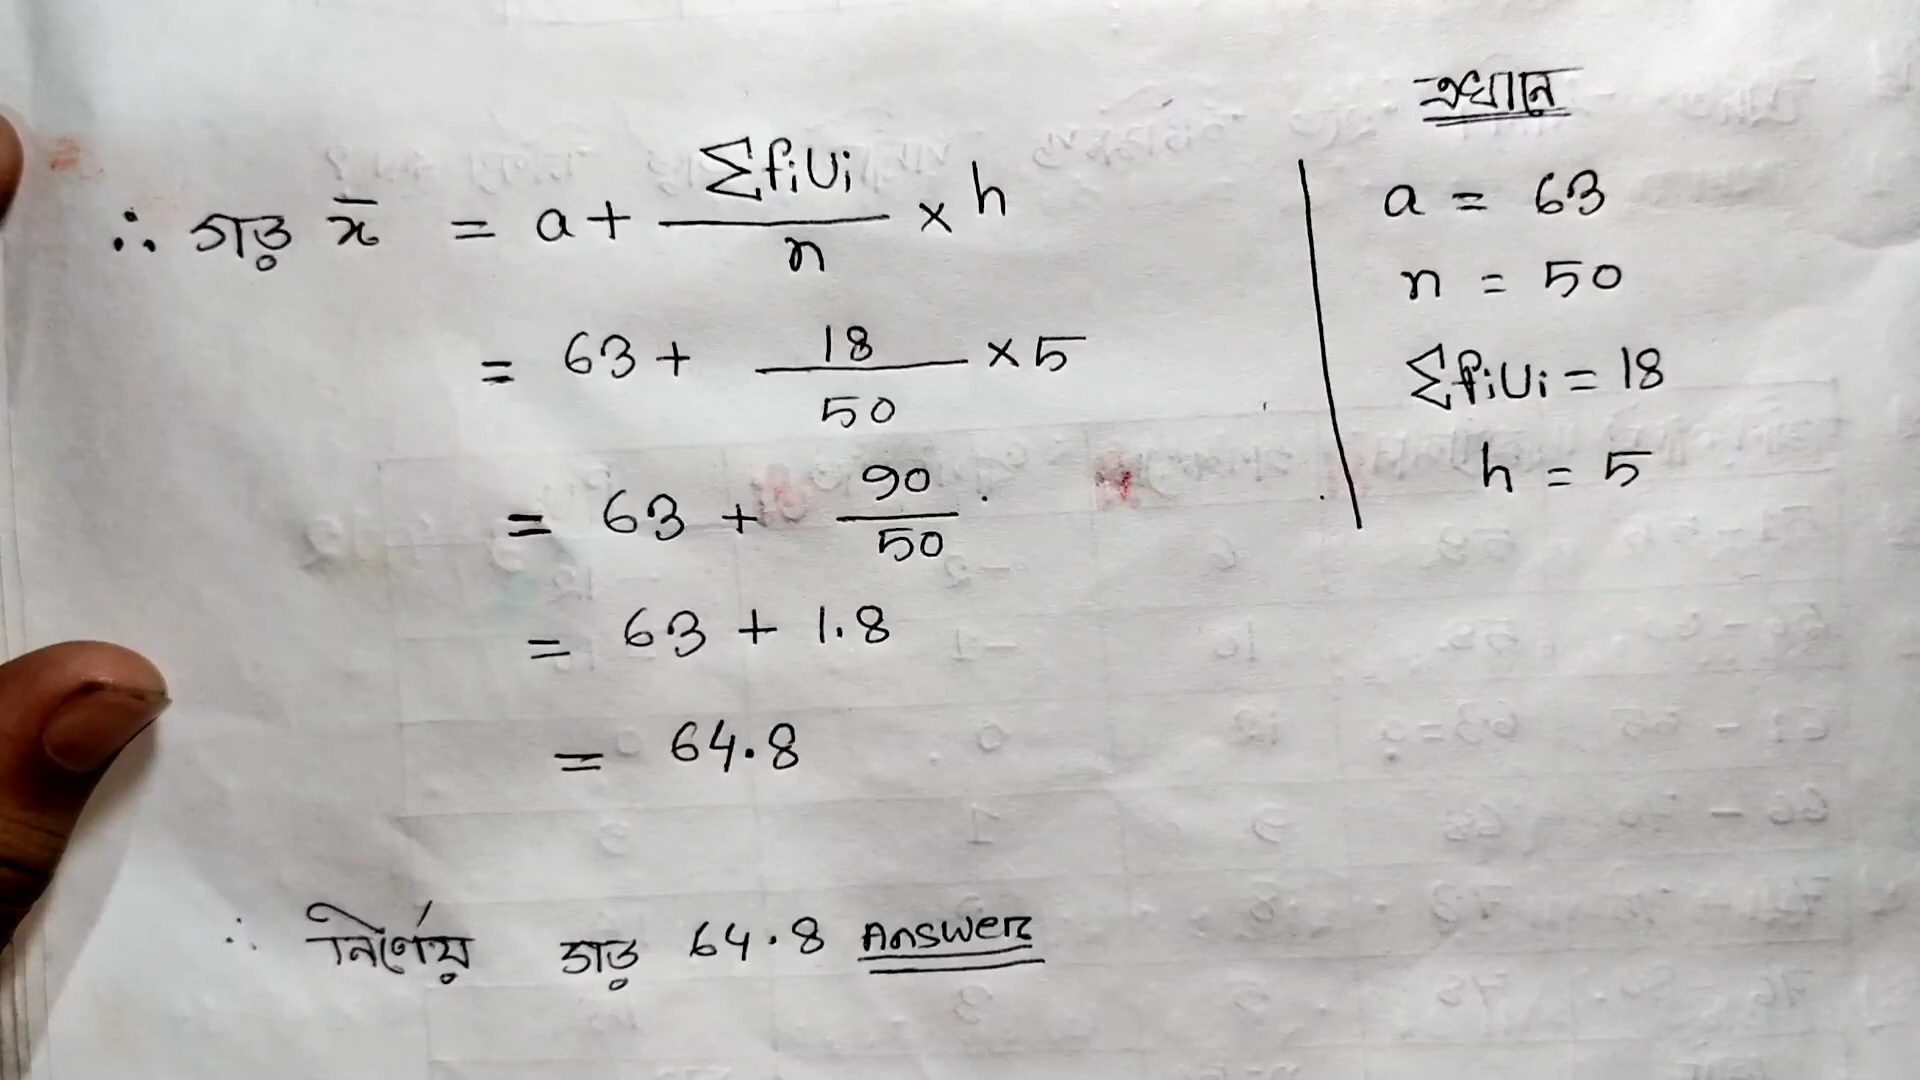 ∴ গড় x̄ = a + Σfᵢuᵢ / n × h
= 63 + 18 / 50 × 5
= 63 + 90 / 50
= 63 + 1.8
= 64.8
∴ নির্ণেয় গড় 64.8 Answer
এখানে
a = 63
n = 50
Σfᵢuᵢ = 18
h = 5